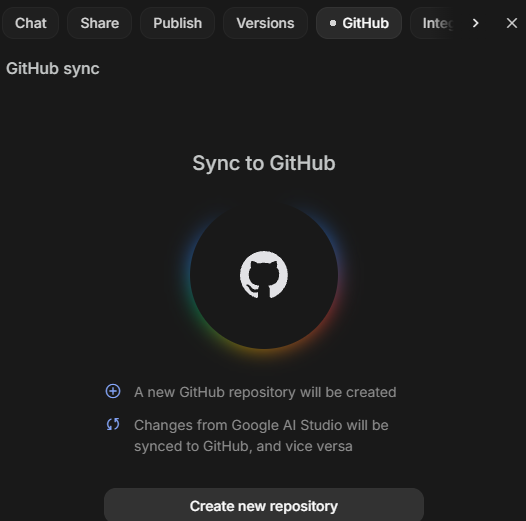 Chat Share Publish Versions GitHub
GitHub sync
Sync to GitHub
A new GitHub repository will be created
Changes from Google AI Studio will be
synced to GitHub, and vice versa
Create new repository